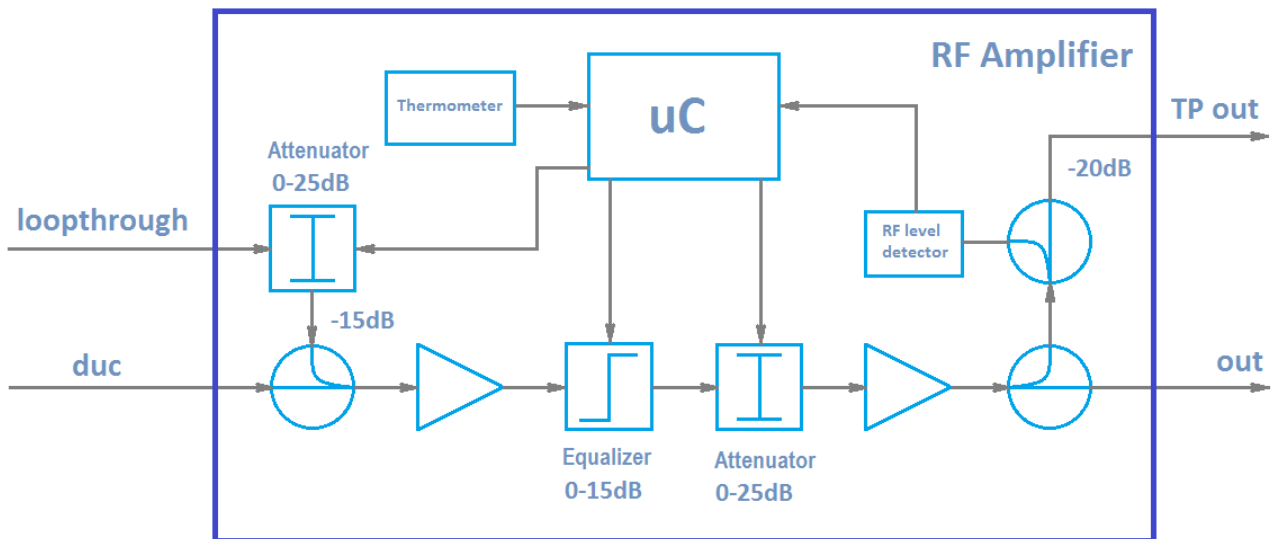 RF Amplifier
Thermometer
uC
TP out
Attenuator
0-25dB
-20dB
loopthrough
RF level
detector
-15dB
duc
out
Equalizer
0-15dB
Attenuator
0-25dB